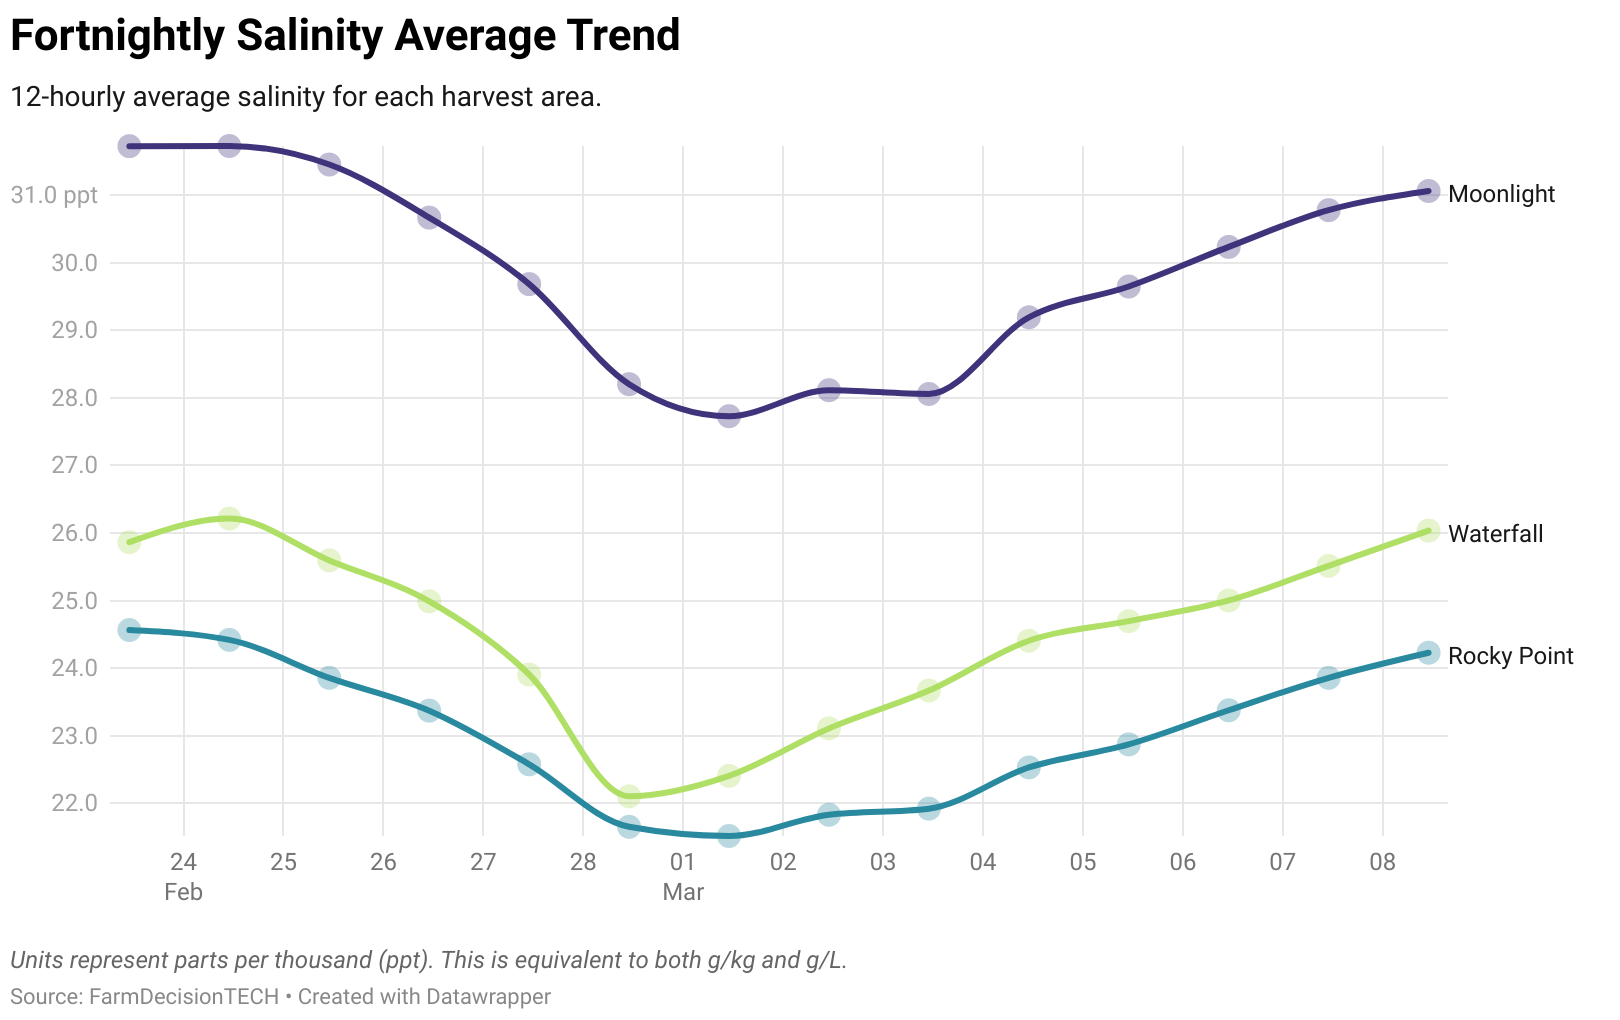 Fortnightly Salinity Average Trend
12-hourly average salinity for each harvest area.
31.0 ppt
30.0
29.0
28.0
27.0
26.0
25.0
24.0
23.0
22.0
Moonlight
Waterfall
Rocky Point
24 25 26 27 28 01 02 03 04 05 06 07 08
Feb Mar
Units represent parts per thousand (ppt). This is equivalent to both g/kg and g/L.
Source: FarmDecisionTECH • Created with Datawrapper